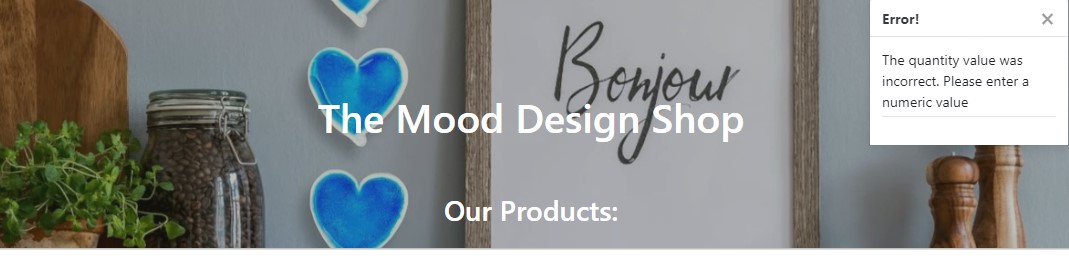 Error!
The quantity value was
incorrect. Please enter a
numeric value
Bonjour
The Mood Design Shop
Our Products: